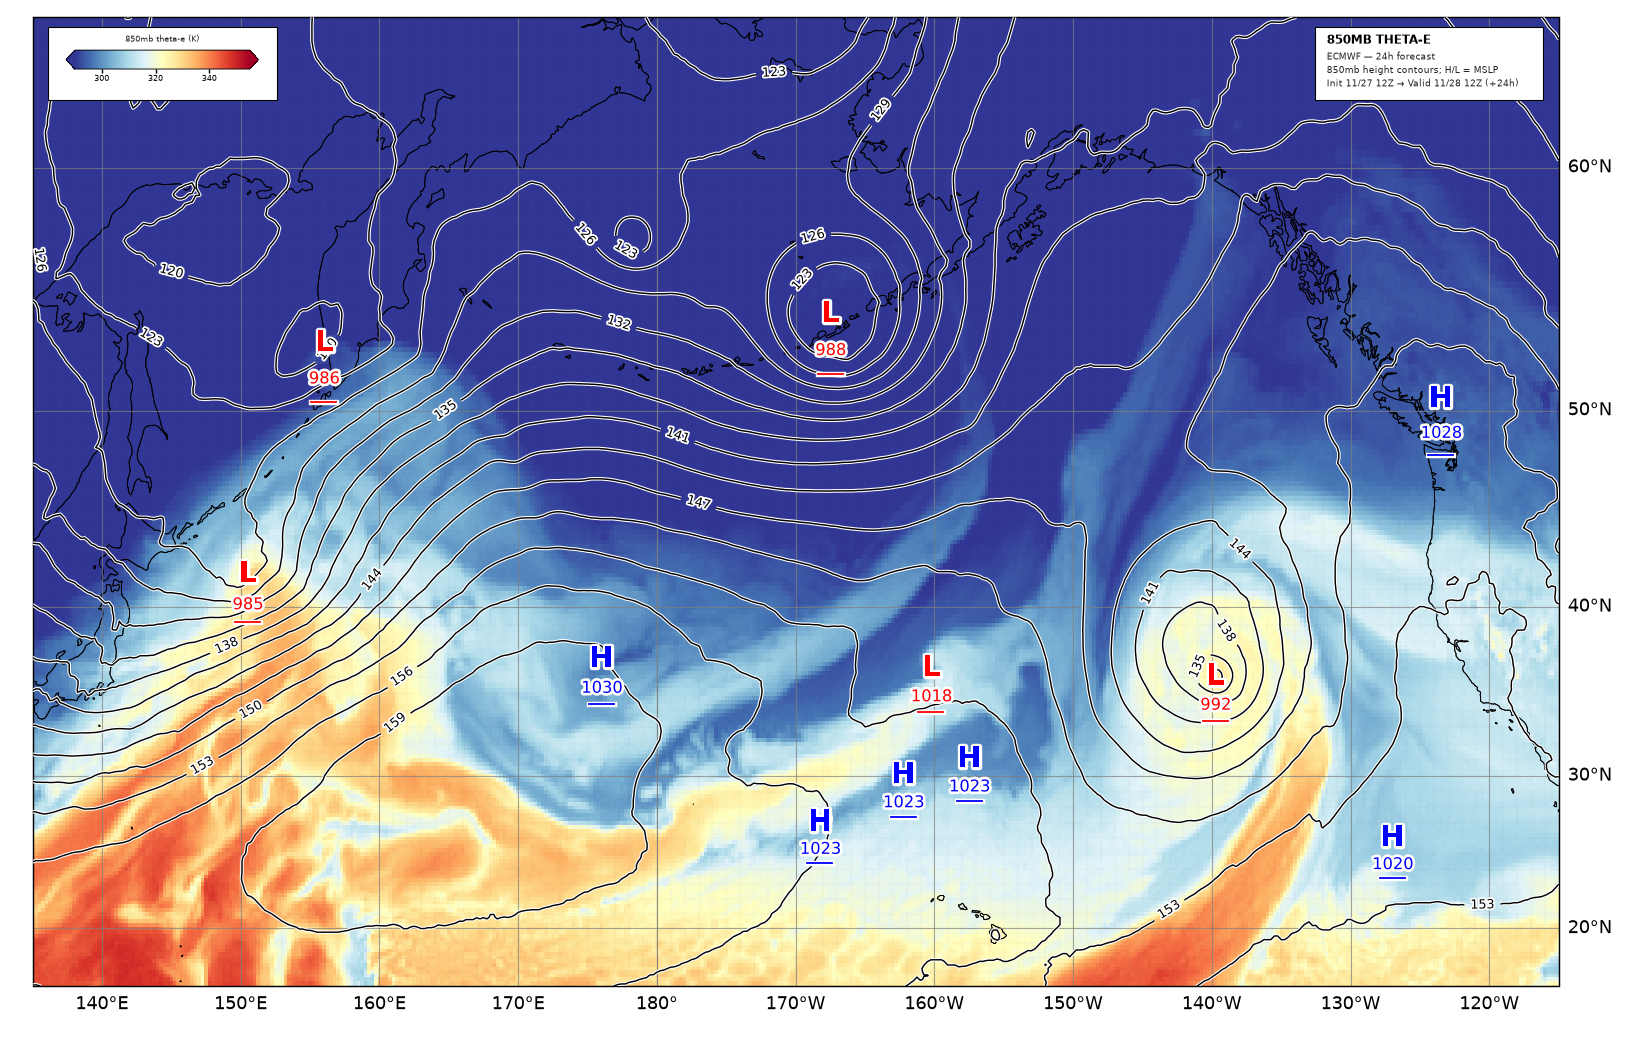 850mb theta-e (K)
300 320 340
850MB THETA-E
ECMWF — 24h forecast
850mb height contours; H/L = MSLP
Init 11/27 12Z → Valid 11/28 12Z (+24h)
123
129
60°N
126
126
123
126
120
123
123
132
L
988
L
986
135
141
50°N
H
1028
147
144
L
985
144
141
40°N
138
138
H
1030
156
135
L
1018
L
992
150
159
153
H
1023
H
1023
30°N
H
1023
H
1020
153
153
20°N
140°E 150°E 160°E 170°E 180° 170°W 160°W 150°W 140°W 130°W 120°W